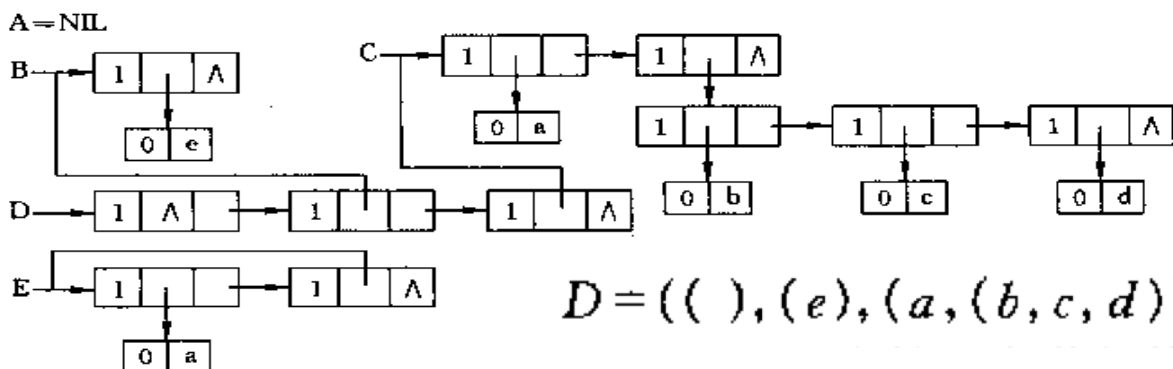 A=NIL
C 1 1 ∧
B 1 ∧
0 a 1 1 1 ∧
0 e
0 b 0 c 0 d
D 1 ∧ 1 1 ∧
E 1 1 ∧
D=(( ),(e),(a,(b,c,d)
0 a